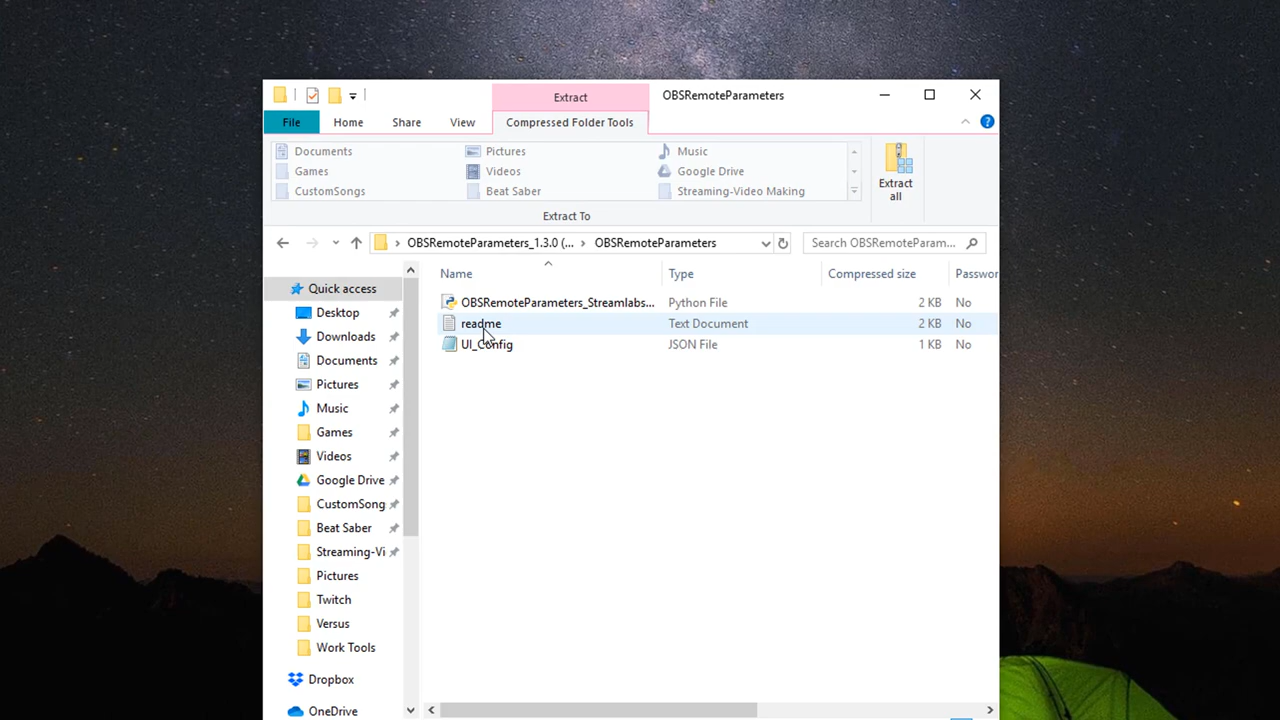 Extract
OBSRemoteParameters
File
Home
Share
View
Compressed Folder Tools
Documents
Pictures
Music
Games
Videos
Google Drive
CustomSongs
Beat Saber
Streaming-Video Making
Extract all
Extract To
OBSRemoteParameters_1.3.0 (...
OBSRemoteParameters
Search OBSRemoteParam...
Name
Type
Compressed size
Passwor
OBSRemoteParameters_Streamlabs...
Python File
2 KB
No
readme
Text Document
2 KB
No
UI_Config
JSON File
1 KB
No
Quick access
Desktop
Downloads
Documents
Pictures
Music
Games
Videos
Google Drive
CustomSong
Beat Saber
Streaming-Vi
Pictures
Twitch
Versus
Work Tools
Dropbox
OneDrive